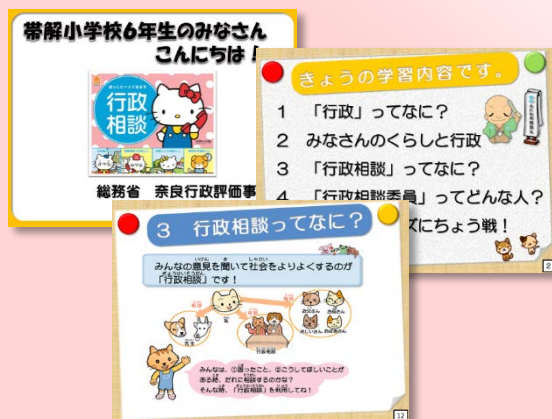 帯解小学校6年生のみなさん
こんにちは!
行政
相談
総務省 奈良行政評価事
きょうの学習内容です。
1 「行政」ってなに?
2 みなさんのくらしと行政
3 「行政相談」ってなに?
4 「行政相談委員」ってどんな人?
ズにちょう戦!
2
3 行政相談ってなに?
みんなの意見を聞いて社会をよりよくするのが
「行政相談」です!
行政相談
みんなは、①困ったこと、②こうしてほしいことが
ある時、だれに相談するのかな?
そんな時、「行政相談」を利用してね!
12